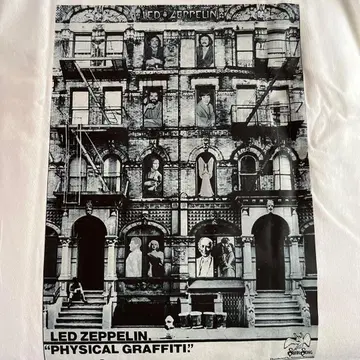 LED ZEPPELIN
LED ZEPPELIN.
"PHYSICAL GRAFFITI."